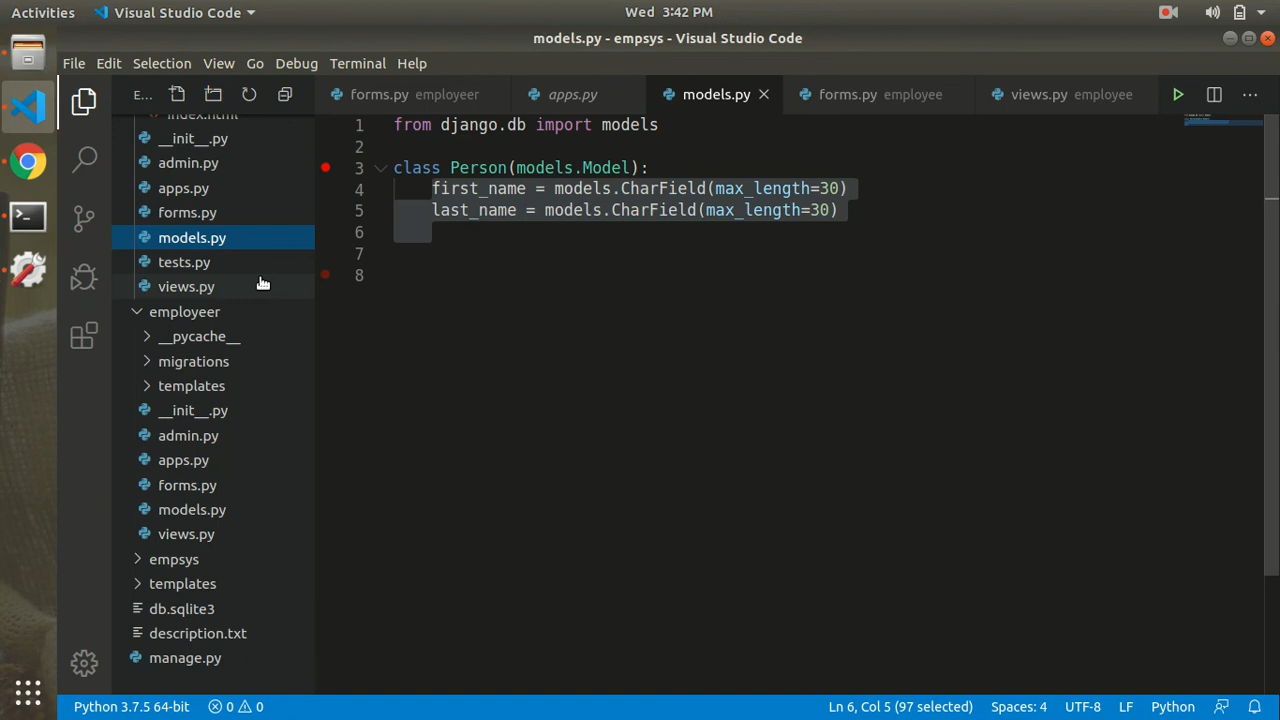 Activities Visual Studio Code Wed 3:42 PM
models.py - empsys - Visual Studio Code
File Edit Selection View Go Debug Terminal Help
E... forms.py employeer apps.py models.py forms.py employee views.py employee
index.html
__init__.py
admin.py
apps.py
forms.py
models.py
tests.py
views.py
employeer
__pycache__
migrations
templates
__init__.py
admin.py
apps.py
forms.py
models.py
views.py
empsys
templates
db.sqlite3
description.txt
manage.py
1 from django.db import models
2
3 class Person(models.Model):
4 first_name = models.CharField(max_length=30)
5 last_name = models.CharField(max_length=30)
6
7
8
Python 3.7.5 64-bit 0 0 Ln 6, Col 5 (97 selected) Spaces: 4 UTF-8 LF Python